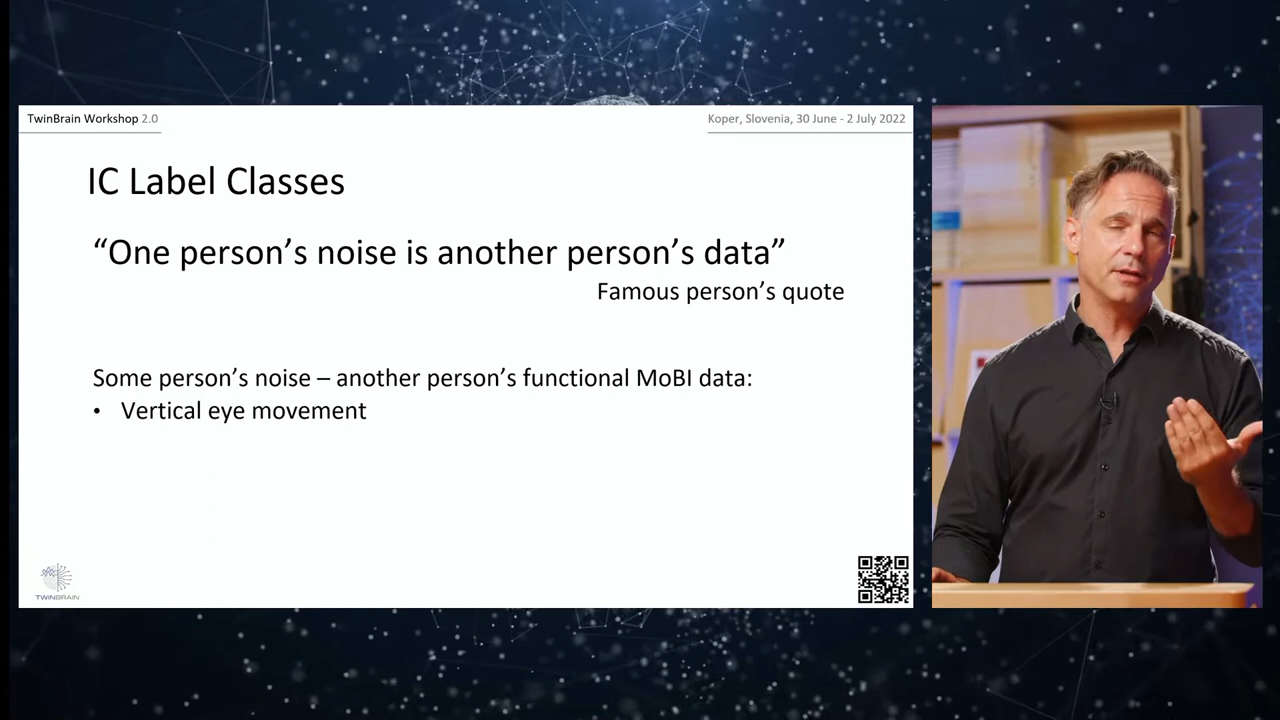 TwinBrain Workshop 2.0
Koper, Slovenia, 30 June - 2 July 2022
IC Label Classes
“One person’s noise is another person’s data”
Famous person’s quote
Some person’s noise – another person’s functional MoBI data:
• Vertical eye movement
TWINBRAIN